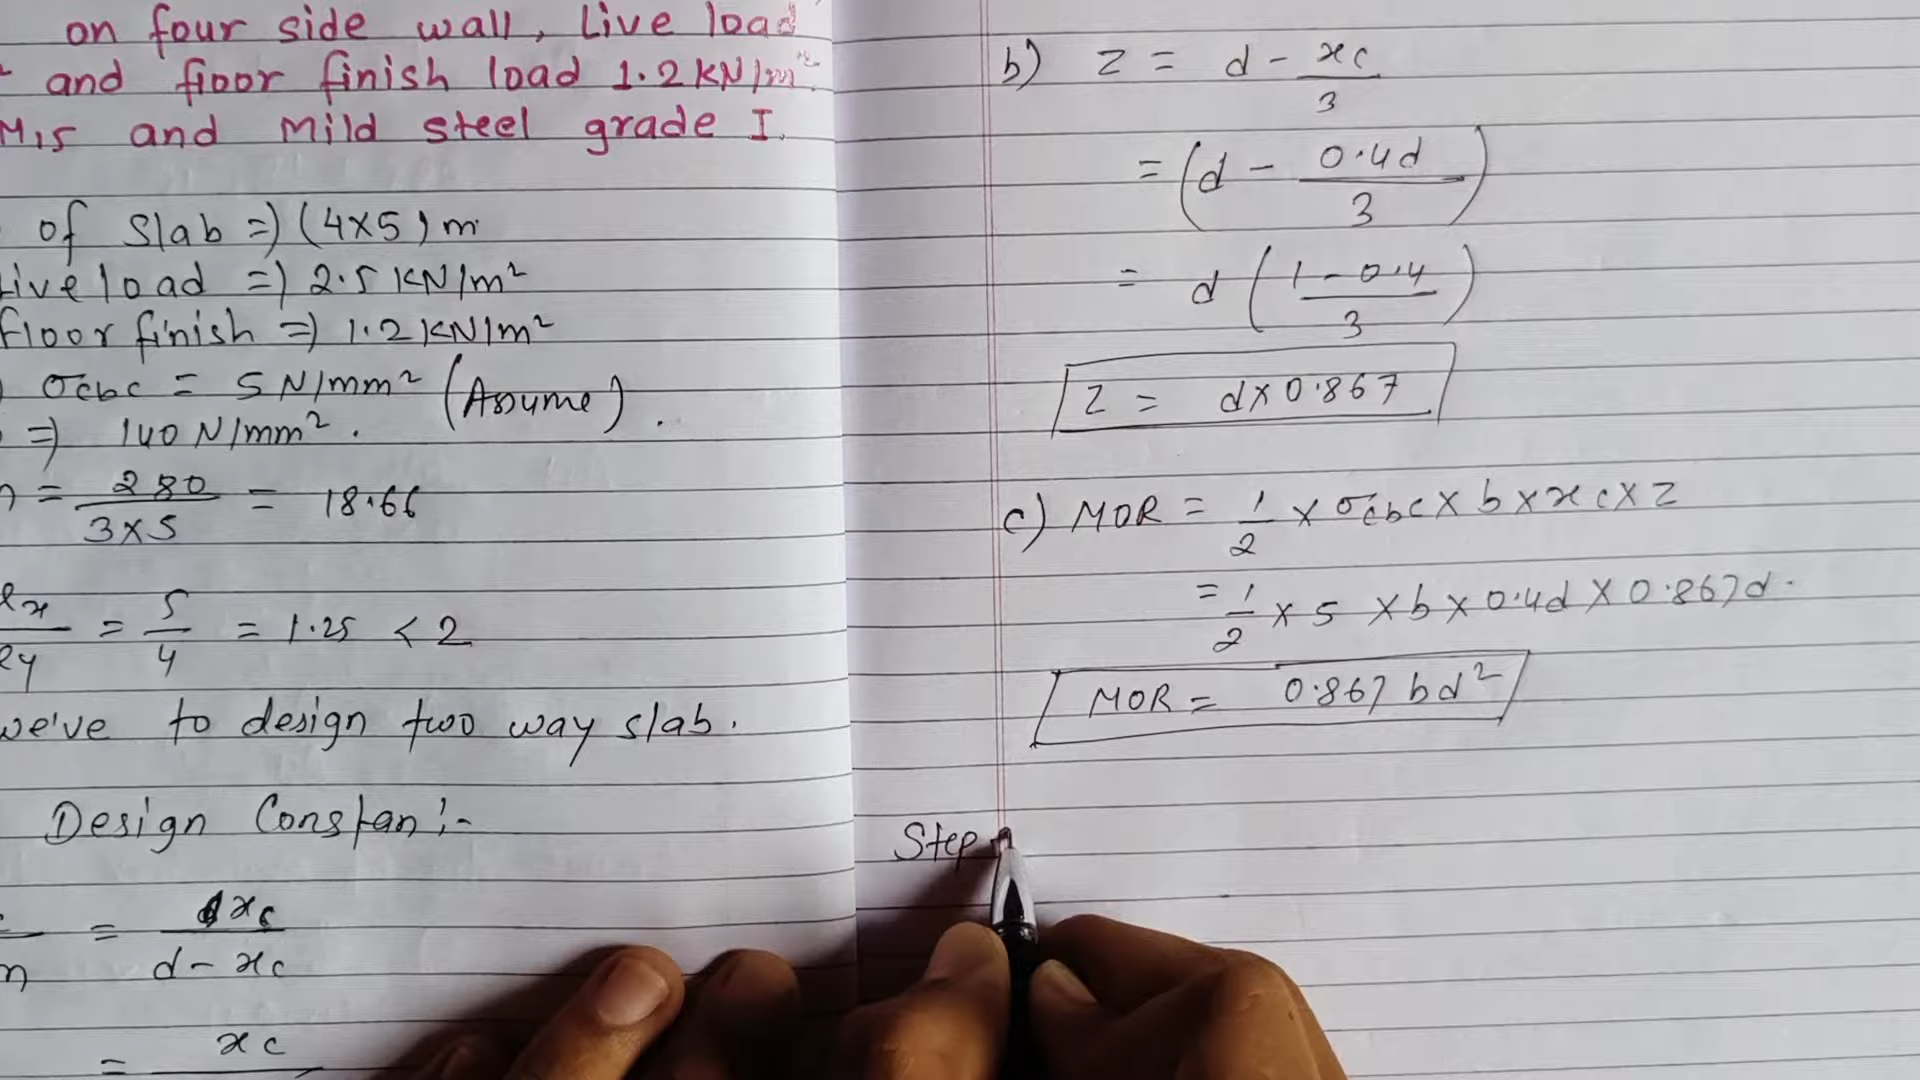 on four side wall, Live load
and floor finish load 1.2 KN/m²
M15 and Mild steel grade I.
of Slab => (4x5) m
Live load => 2.5 KN/m²
Floor finish => 1.2 KN/m²
σcbc = 5 N/mm² (Assume).
=> 140 N/mm².
= 280 / 3x5 = 18.66
lx / ly = 5/4 = 1.25 < 2
we've to design two way slab.
Design Constan:-
= xc / d - xc
= xc
b) Z = d - xc/3
= (d - 0.4d/3)
= d (1 - 0.4 / 3)
Z = d x 0.867
c) MOR = 1/2 x σcbc x b x xc x Z
= 1/2 x 5 x b x 0.4d x 0.867d.
MOR = 0.867 bd²
Step